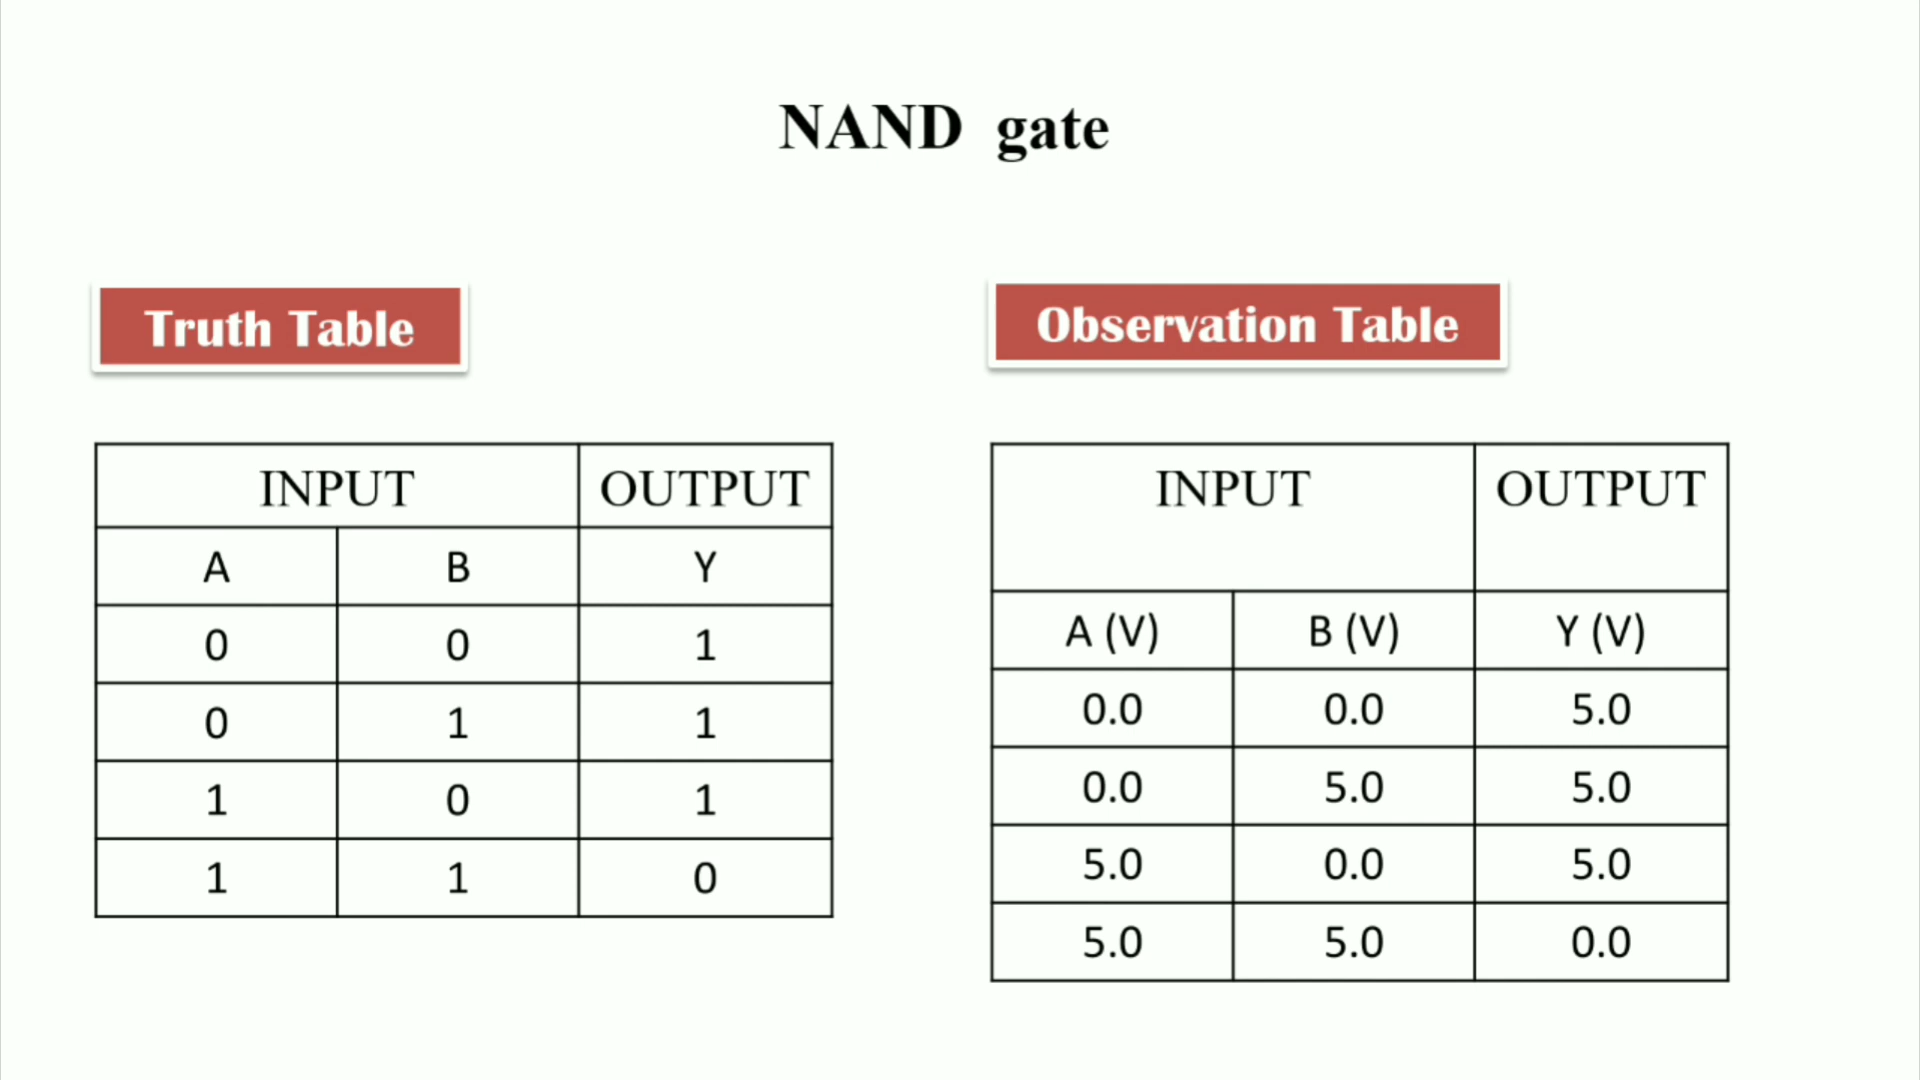 NAND gate
Truth Table
INPUT OUTPUT
A B Y
0 0 1
0 1 1
1 0 1
1 1 0
Observation Table
INPUT OUTPUT
A (V) B (V) Y (V)
0.0 0.0 5.0
0.0 5.0 5.0
5.0 0.0 5.0
5.0 5.0 0.0